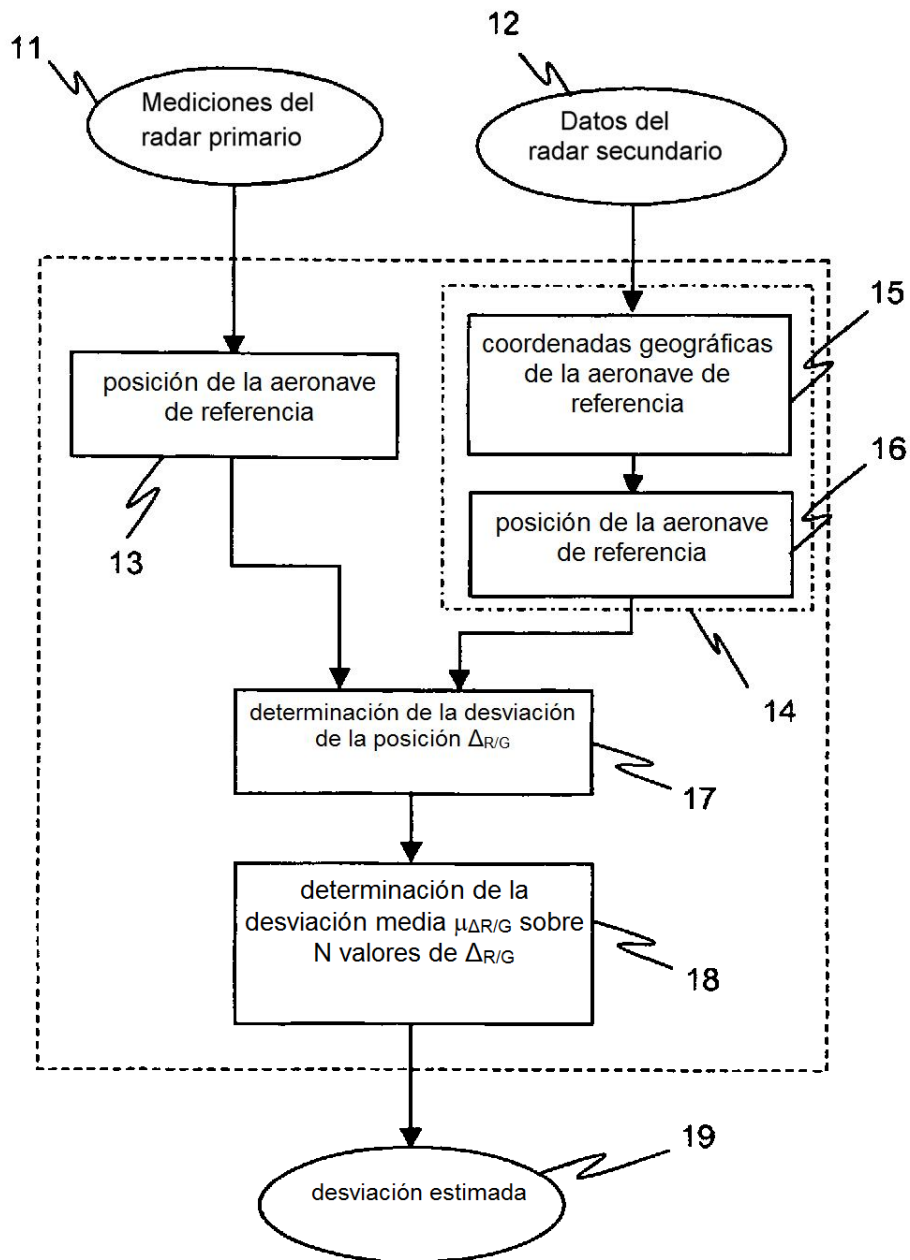 11
Mediciones del
radar primario
12
Datos del
radar secundario
15
coordenadas geográficas
de la aeronave de
referencia
posición de la aeronave
de referencia
13
16
posición de la aeronave
de referencia
14
determinación de la desviación
de la posición ΔR/G
17
determinación de la
desviación media μΔR/G sobre
N valores de ΔR/G
18
19
desviación estimada